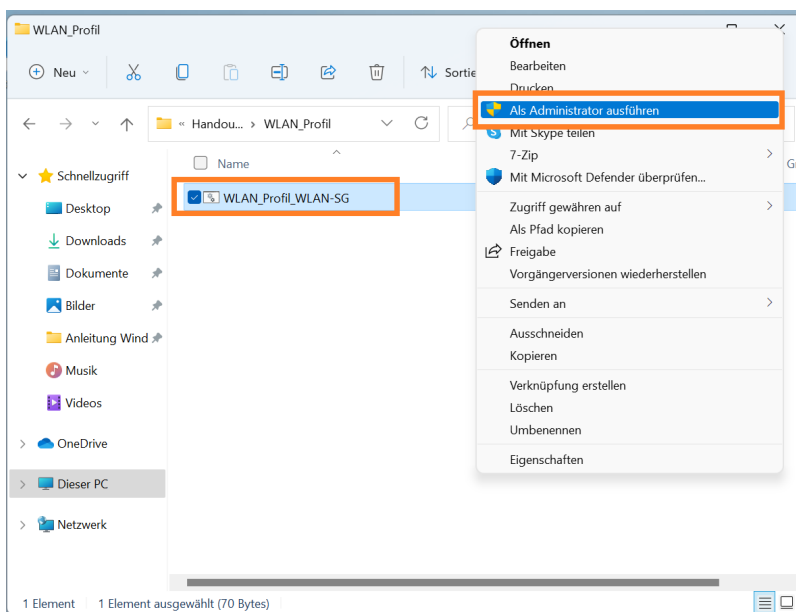 WLAN_Profil
Neu
Sortie
« Handou... > WLAN_Profil
Name
G
Schnellzugriff
Desktop
Downloads
Dokumente
Bilder
Anleitung Wind
Musik
Videos
OneDrive
Dieser PC
Netzwerk
WLAN_Profil_WLAN-SG
Öffnen
Bearbeiten
Drucken
Als Administrator ausführen
Mit Skype teilen
7-Zip
Mit Microsoft Defender überprüfen...
Zugriff gewähren auf
Als Pfad kopieren
Freigabe
Vorgängerversionen wiederherstellen
Senden an
Ausschneiden
Kopieren
Verknüpfung erstellen
Löschen
Umbenennen
Eigenschaften
1 Element
1 Element ausgewählt (70 Bytes)